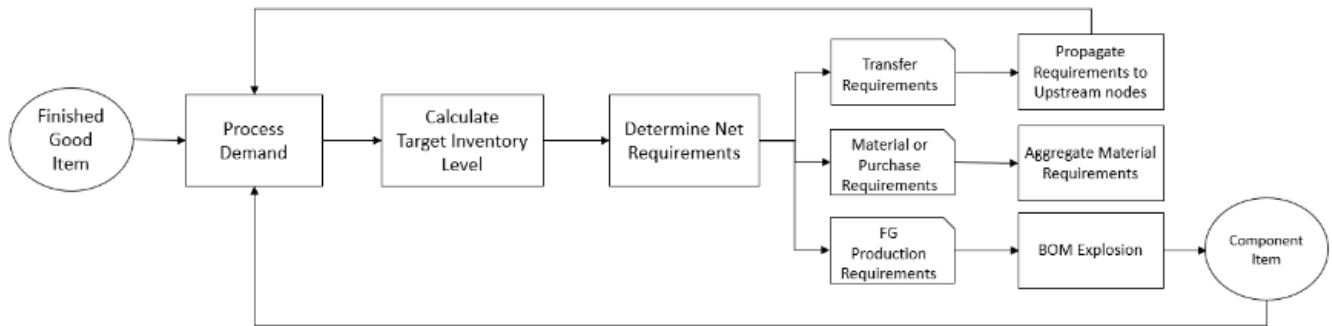 Finished
Good
Item
Process
Demand
Calculate
Target Inventory
Level
Determine Net
Requirements
Transfer
Requirements
Propagate
Requirements to
Upstream nodes
Material or
Purchase
Requirements
Aggregate Material
Requirements
FG
Production
Requirements
BOM Explosion
Component
Item